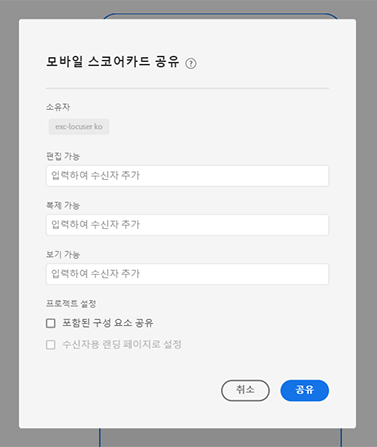 모바일 스코어카드 공유 ?
소유자
exc-locuser ko
편집 가능
입력하여 수신자 추가
복제 가능
입력하여 수신자 추가
보기 가능
입력하여 수신자 추가
프로젝트 설정
포함된 구성 요소 공유
수신자용 랜딩 페이지로 설정
취소
공유